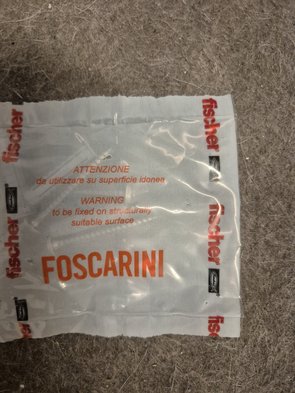 ATTENZIONE
da utilizzare su superficie idonea
WARNING
to be fixed on structurally
suitable surface
FOSCARINI
fischer
fischer
fischer
fischer
fischer